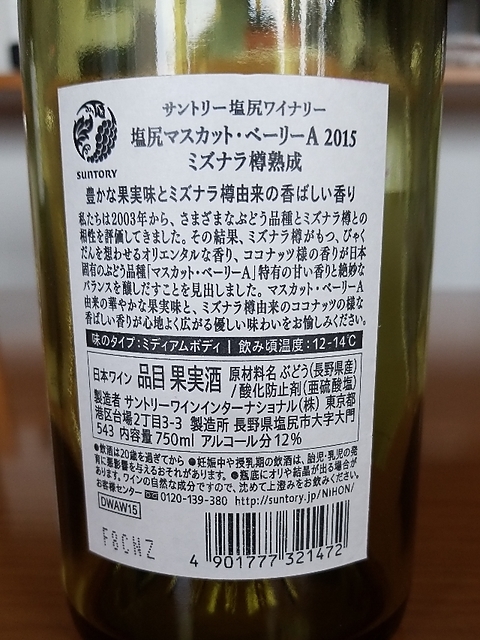 SUNTORY
サントリー塩尻ワイナリー
塩尻マスカット・ベーリーA 2015
ミズナラ樽熟成
豊かな果実味とミズナラ樽由来の香ばしい香り
私たちは2003年から、さまざまなぶどう品種とミズナラ樽との
相性を評価してきました。その結果、ミズナラ樽がもつ、びゃく
だんを想わせるオリエンタルな香り、ココナッツ様の香りが日本
固有のぶどう品種「マスカット・ベーリーA」特有の甘い香りと絶妙な
バランスを醸しだすことを見出しました。マスカット・ベーリーA
由来の華やかな果実味と、ミズナラ樽由来のココナッツの様な
香ばしい香りが心地よく広がる優しい味わいをお愉しみください。
味のタイプ:ミディアムボディ | 飲み頃温度:12-14℃
日本ワイン 品目 果実酒 原材料名 ぶどう(長野県産)
/酸化防止剤(亜硫酸塩)
製造者 サントリーワインインターナショナル(株) 東京都
港区台場2丁目3-3 製造所 長野県塩尻市大字大門
543 内容量 750ml アルコール分 12%
●飲酒は20歳を過ぎてから ●妊娠中や授乳期の飲酒は、胎児・乳児の発
育に悪影響を与えるおそれがあります。 ●瓶底にオリや結晶が出る場合が
あります。ワインの自然な成分ですので、沈めて上澄みをお飲みください。
お客様センター 0120-139-380 http://suntory.jp/NIHON/
DWAW15
F8CNZ
4 901777 321472